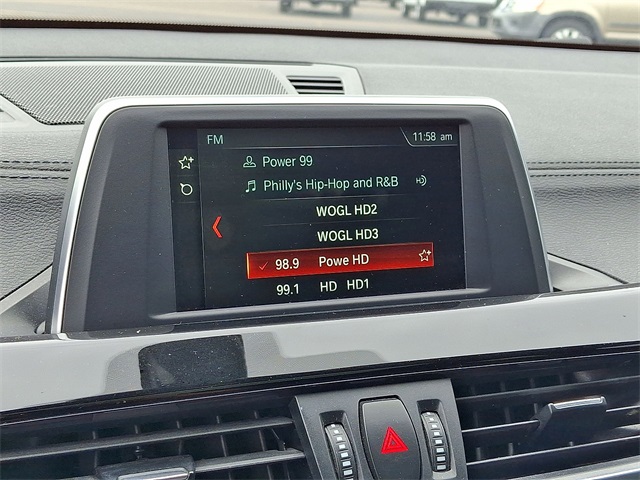 FM 11:58 am
Power 99
Philly's Hip-Hop and R&B HD
WOGL HD2
WOGL HD3
98.9 Powe HD
99.1 HD HD1